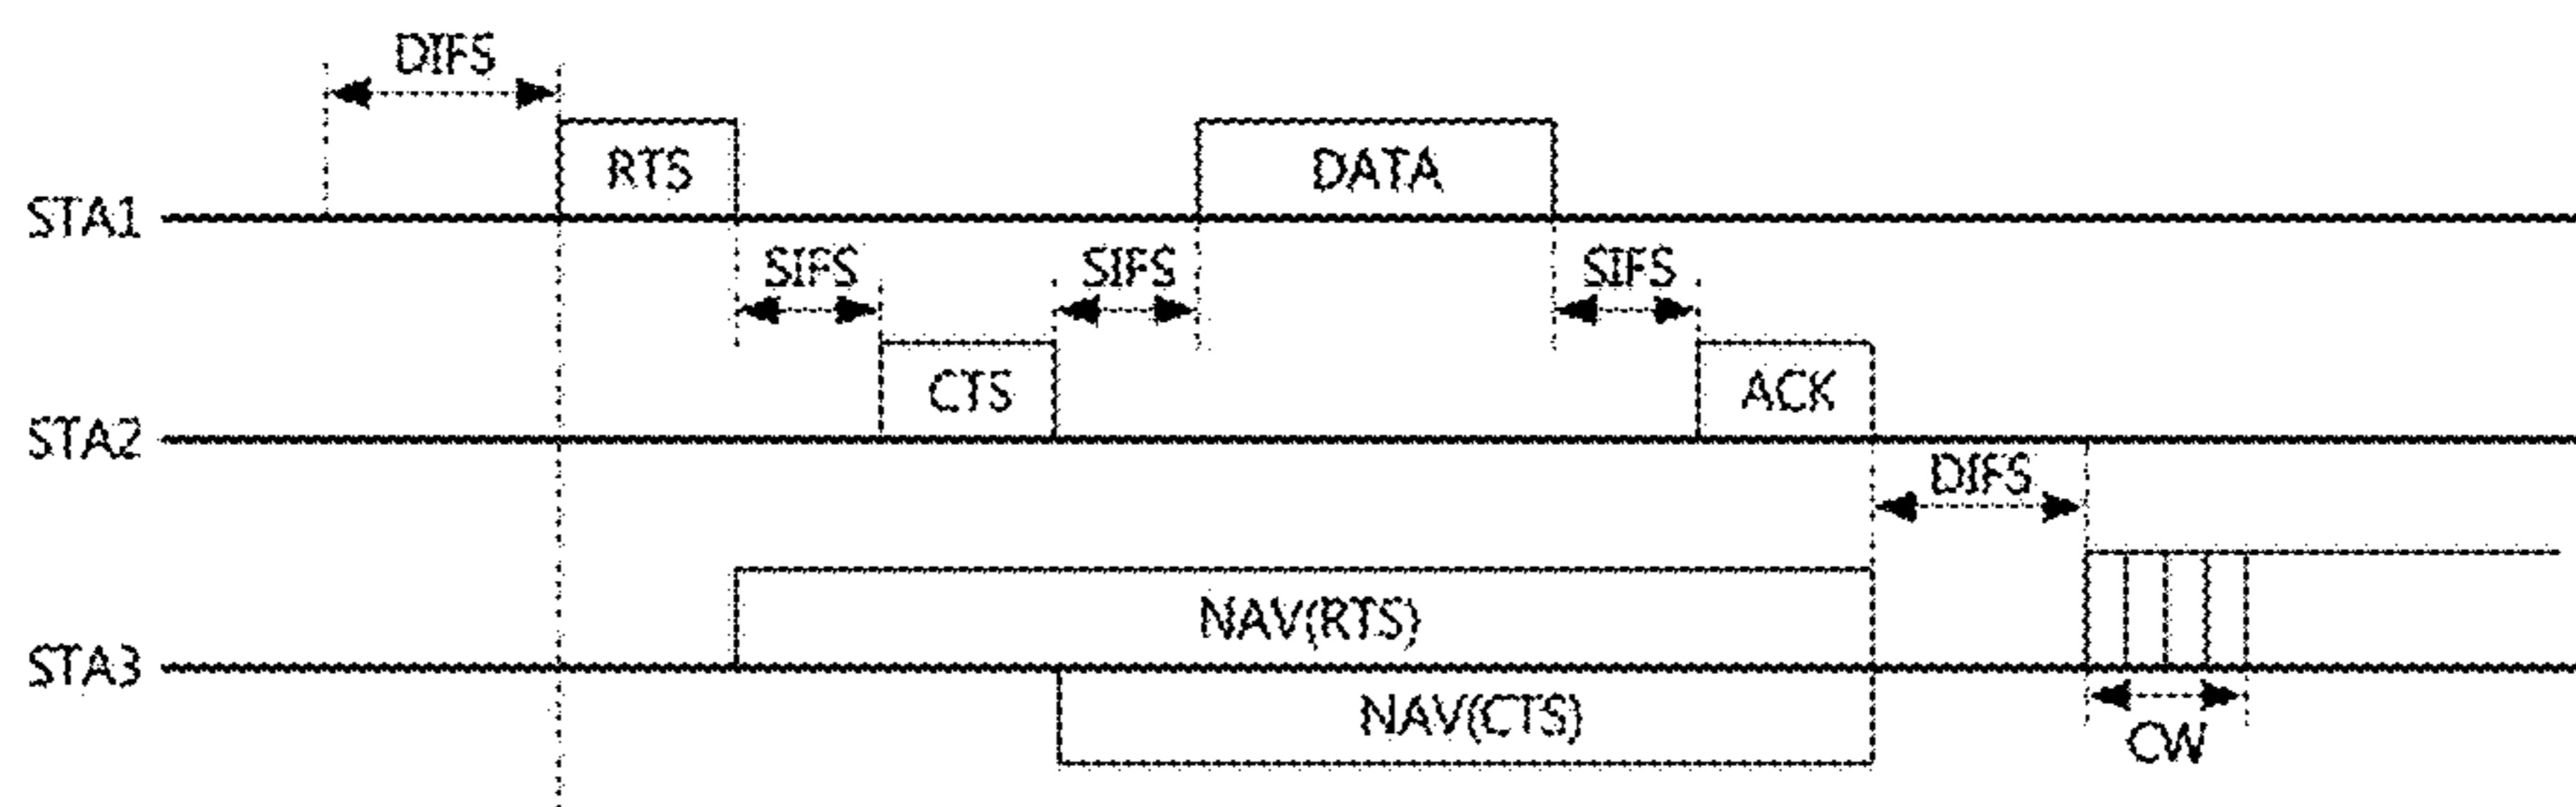 DIFS
RTS
DATA
STA1
SIFS
SIFS
SIFS
CTS
ACK
STA2
DIFS
NAV(RTS)
STA3
NAV(CTS)
CW